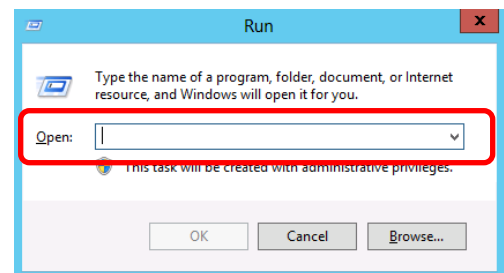 Run
x
Type the name of a program, folder, document, or Internet
resource, and Windows will open it for you.
Open:
This task will be created with administrative privileges.
OK Cancel Browse...